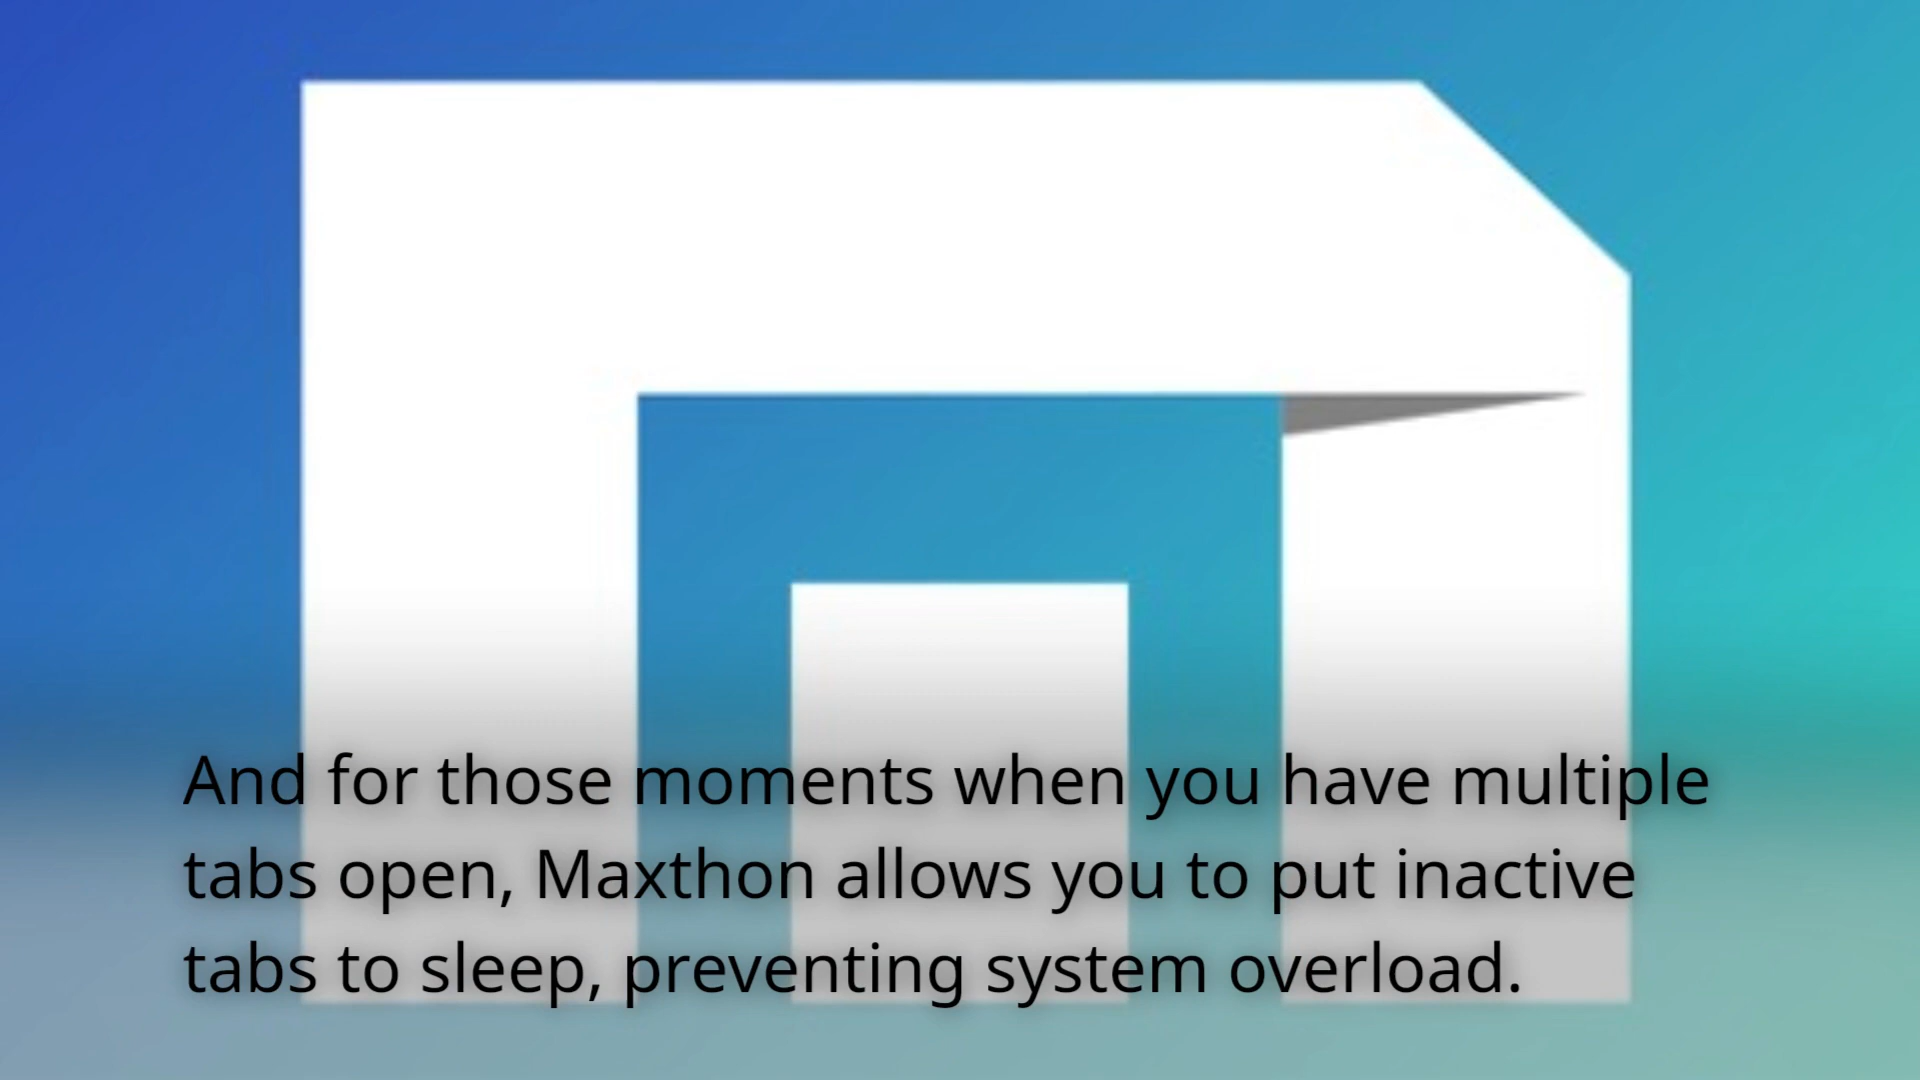 And for those moments when you have multiple
tabs open, Maxthon allows you to put inactive
tabs to sleep, preventing system overload.